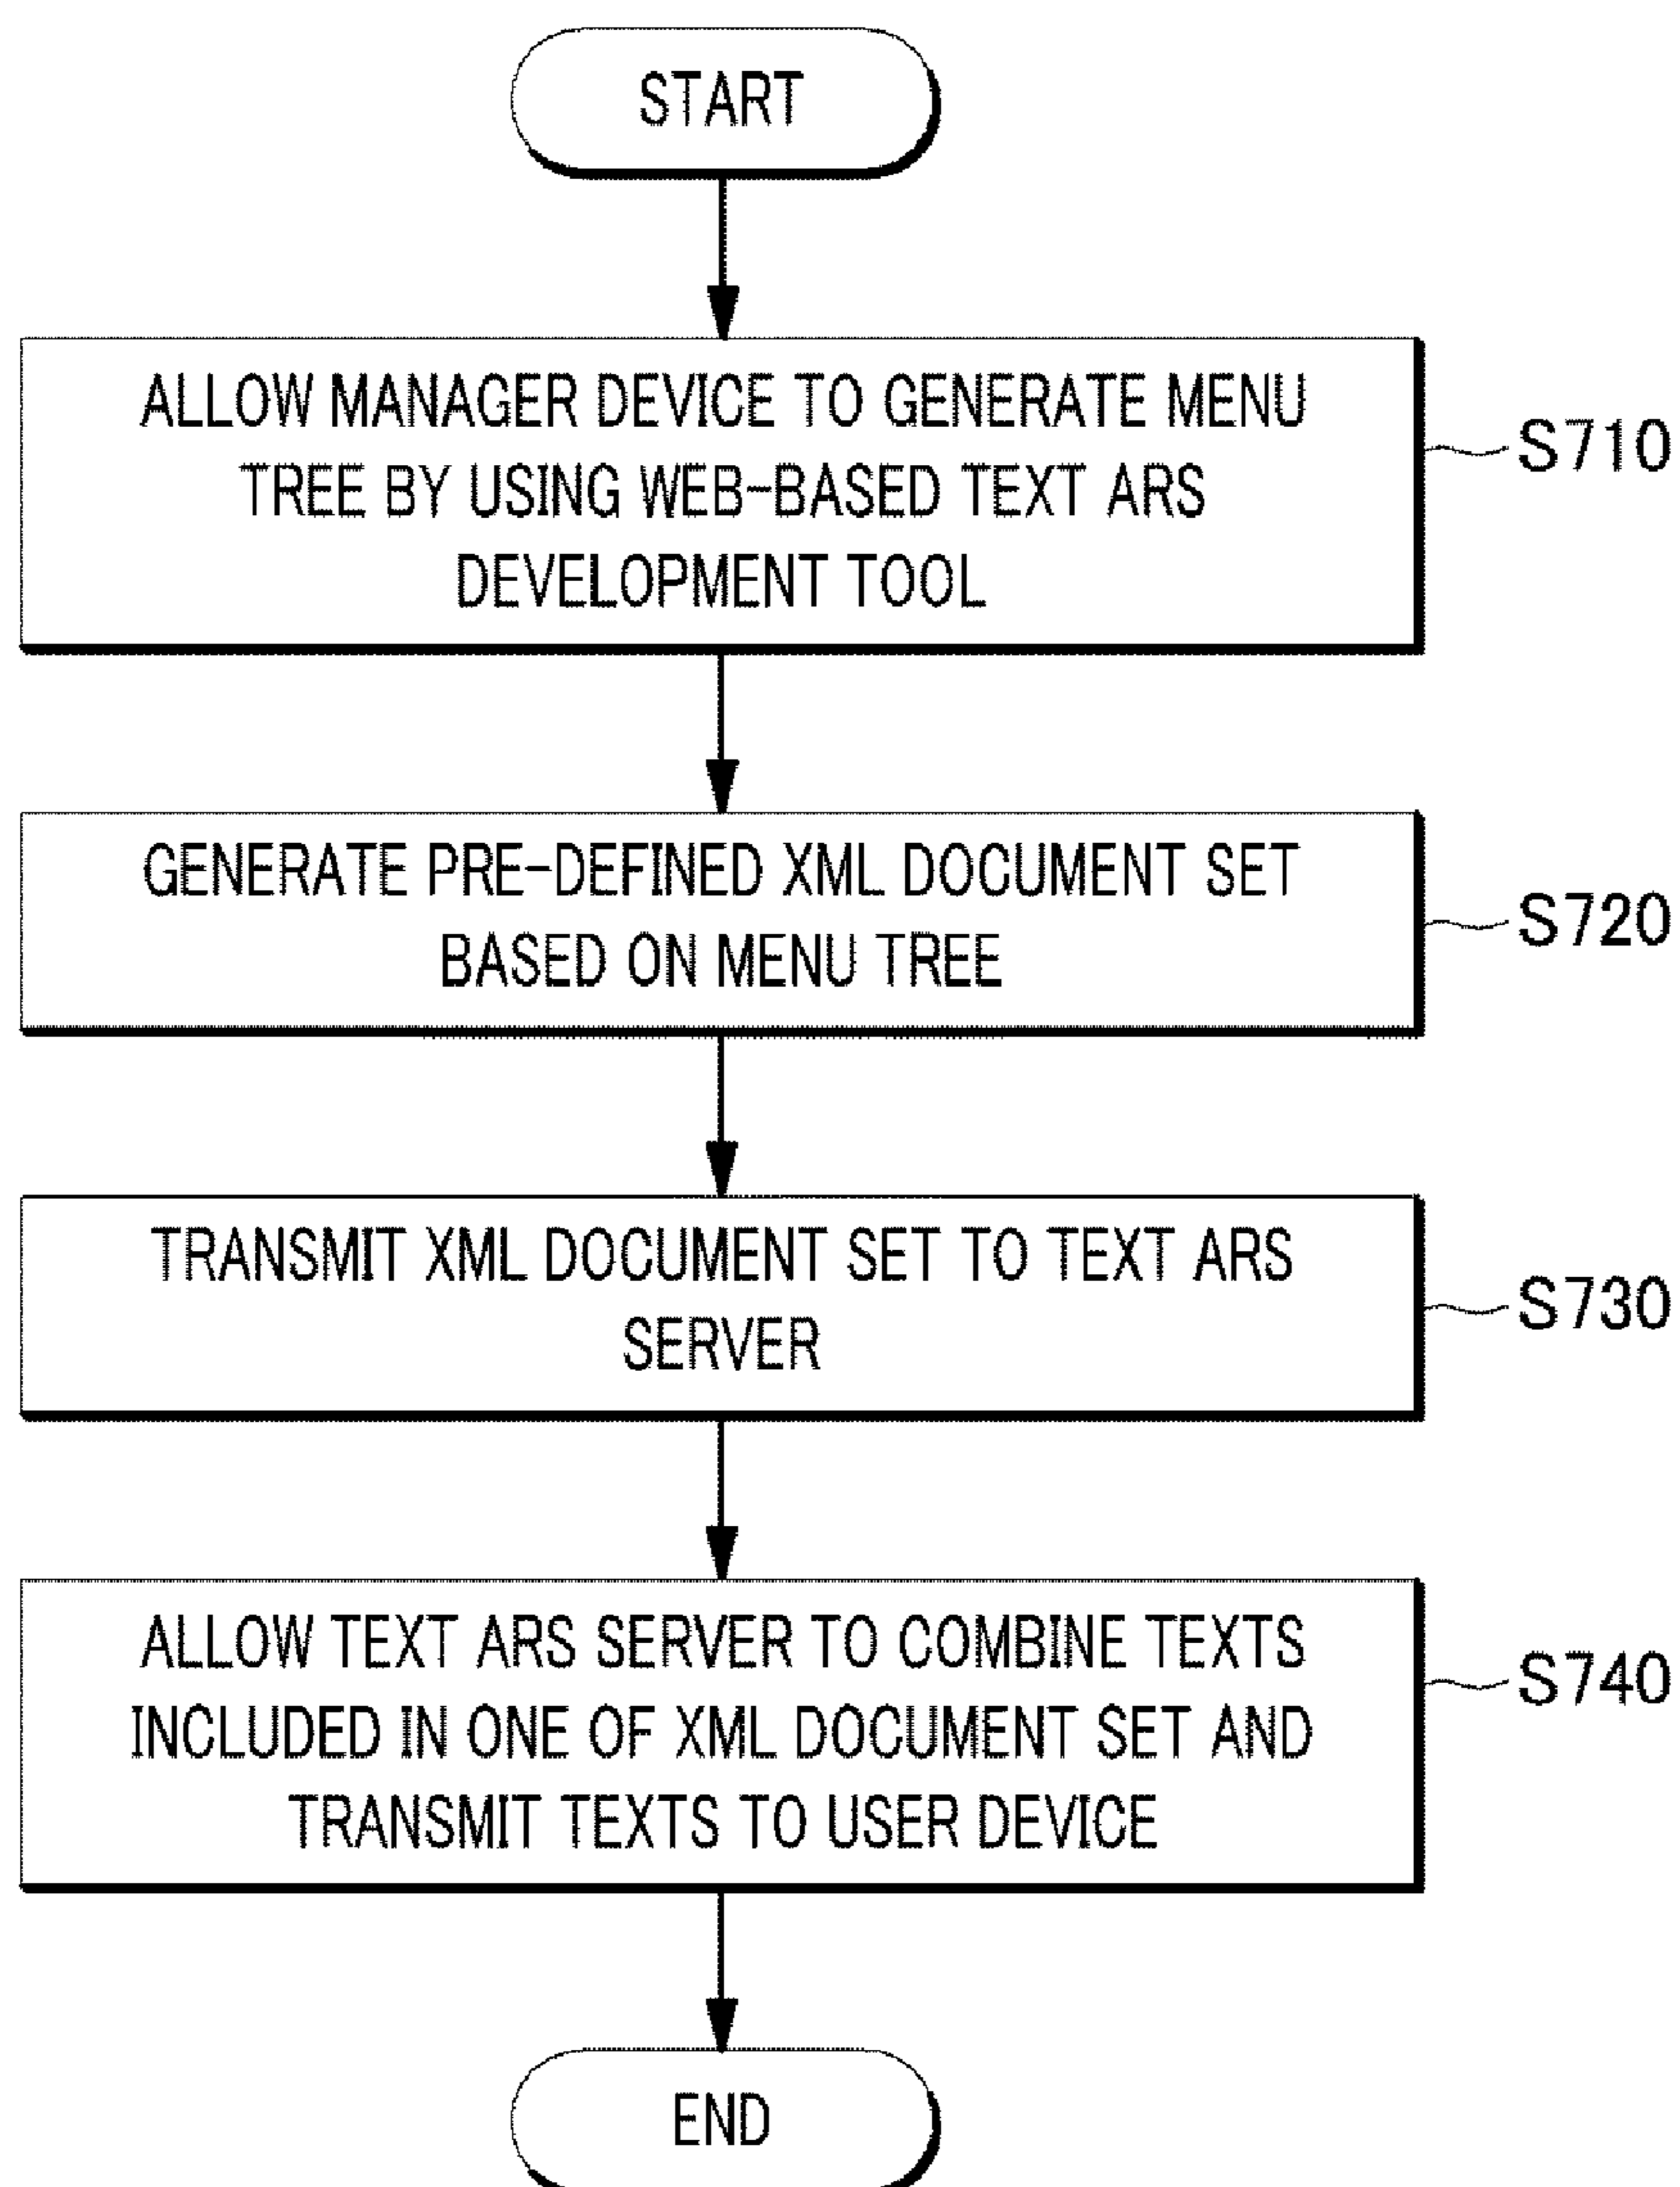 START
ALLOW MANAGER DEVICE TO GENERATE MENU
TREE BY USING WEB-BASED TEXT ARS
DEVELOPMENT TOOL
S710
GENERATE PRE-DEFINED XML DOCUMENT SET
BASED ON MENU TREE
S720
TRANSMIT XML DOCUMENT SET TO TEXT ARS
SERVER
S730
ALLOW TEXT ARS SERVER TO COMBINE TEXTS
INCLUDED IN ONE OF XML DOCUMENT SET AND
TRANSMIT TEXTS TO USER DEVICE
S740
END